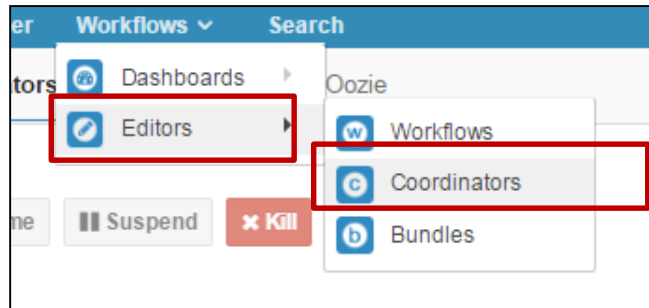 er Workflows Search
tors Dashboards Oozie
Editors
w Workflows
c Coordinators
me Suspend Kill
b Bundles